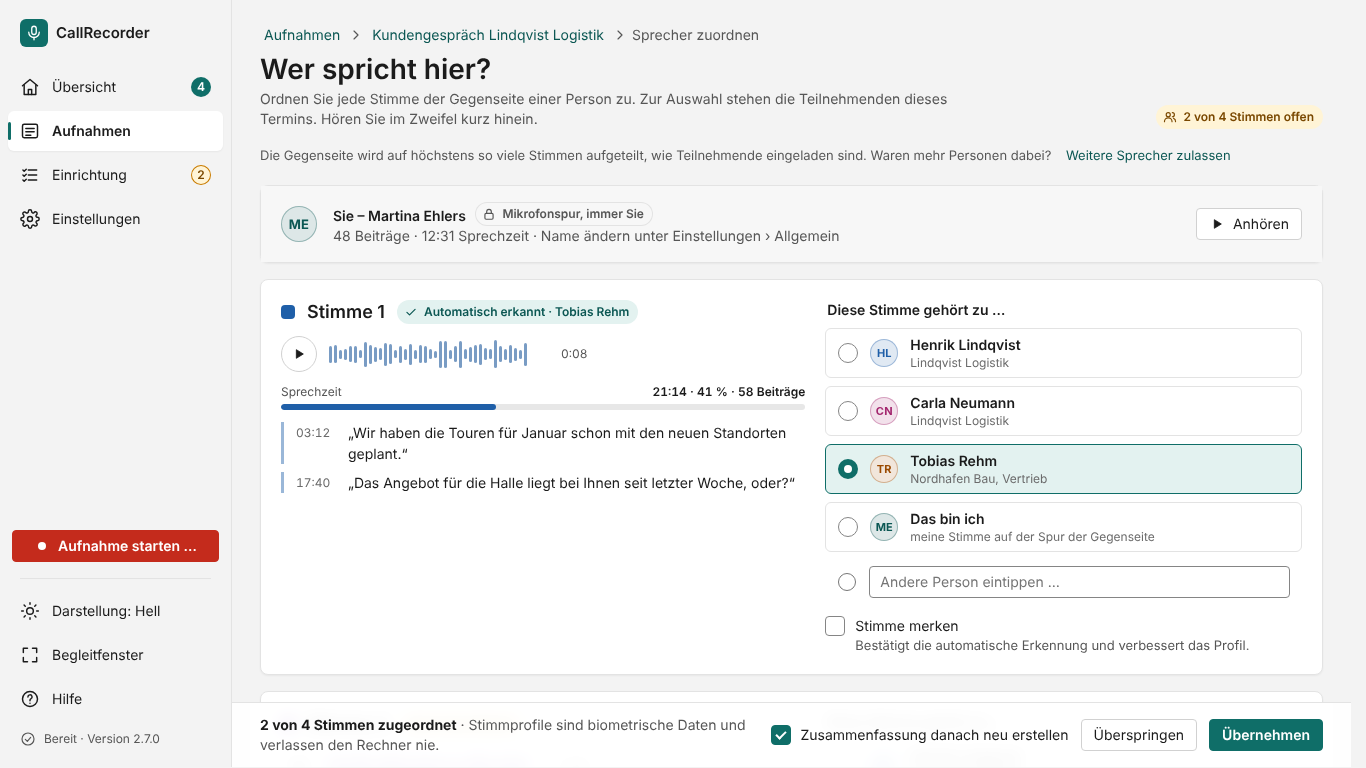 CallRecorder
Übersicht
4
Aufnahmen
Einrichtung
2
Einstellungen
Aufnahme starten …
Darstellung: Hell
Begleitfenster
Hilfe
Bereit · Version 2.7.0
Aufnahmen > Kundengespräch Lindqvist Logistik > Sprecher zuordnen
Wer spricht hier?
Ordnen Sie jede Stimme der Gegenseite einer Person zu. Zur Auswahl stehen die Teilnehmenden dieses
Termins. Hören Sie im Zweifel kurz hinein.
2 von 4 Stimmen offen
Die Gegenseite wird auf höchstens so viele Stimmen aufgeteilt, wie Teilnehmende eingeladen sind. Waren mehr Personen dabei? Weitere Sprecher zulassen
ME
Sie – Martina Ehlers
Mikrofonspur, immer Sie
48 Beiträge · 12:31 Sprechzeit · Name ändern unter Einstellungen › Allgemein
Anhören
Stimme 1
Automatisch erkannt · Tobias Rehm
0:08
Sprechzeit
21:14 · 41 % · 58 Beiträge
03:12 „Wir haben die Touren für Januar schon mit den neuen Standorten
geplant.“
17:40 „Das Angebot für die Halle liegt bei Ihnen seit letzter Woche, oder?“
Diese Stimme gehört zu …
HL
Henrik Lindqvist
Lindqvist Logistik
CN
Carla Neumann
Lindqvist Logistik
TR
Tobias Rehm
Nordhafen Bau, Vertrieb
ME
Das bin ich
meine Stimme auf der Spur der Gegenseite
Andere Person eintippen …
Stimme merken
Bestätigt die automatische Erkennung und verbessert das Profil.
2 von 4 Stimmen zugeordnet · Stimmprofile sind biometrische Daten und
verlassen den Rechner nie.
Zusammenfassung danach neu erstellen
Überspringen
Übernehmen